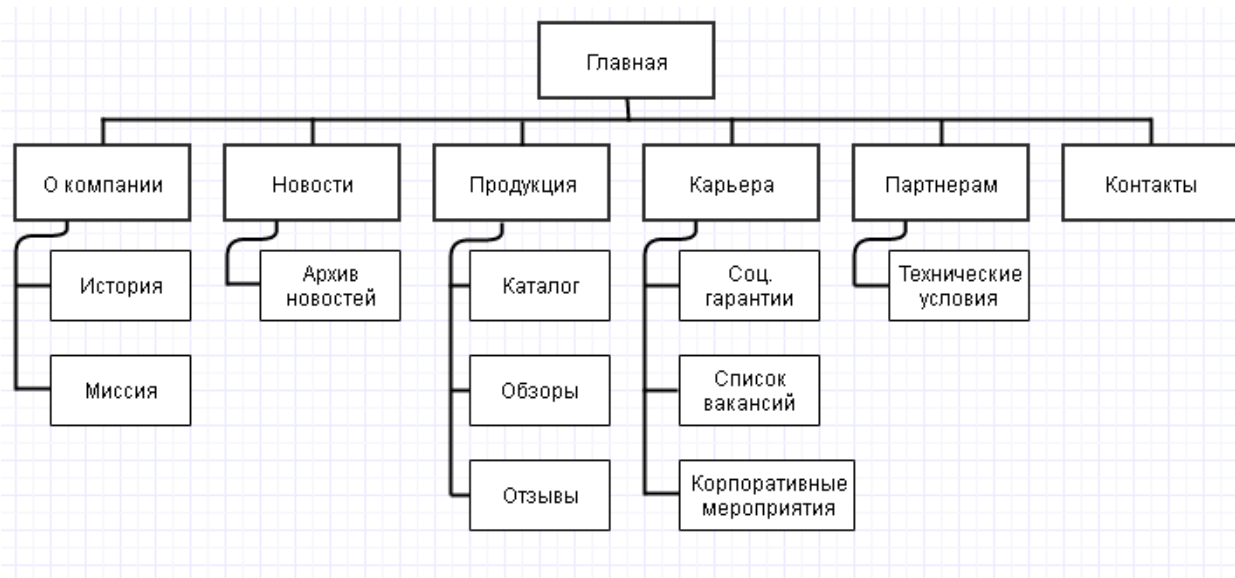 Главная
О компании
Новости
Продукция
Карьера
Партнерам
Контакты
История
Архив
новостей
Каталог
Соц.
гарантии
Технические
условия
Миссия
Обзоры
Список
вакансий
Отзывы
Корпоративные
мероприятия